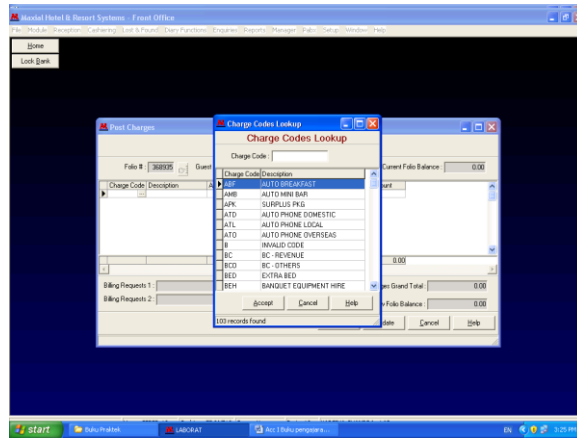 Maxial Hotel & Resort Systems - Front Office
File Module Reception Cashiering Lost & Found Diary Functions Enquiries Reports Manager Pabx Setup Window Help
Home
Lock Bank
Post Charges
Folio # : 368935
Guest
Current Folio Balance : 0.00
Charge Code Description
Charge Codes Lookup
Charge Codes Lookup
Charge Code :
Charge Code Description
ABF AUTO BREAKFAST
AMB AUTO MINI BAR
APK SURPLUS PKG
ATD AUTO PHONE DOMESTIC
ATL AUTO PHONE LOCAL
ATO AUTO PHONE OVERSEAS
B INVALID CODE
BC BC - REVENUE
BCO BC - OTHERS
BED EXTRA BED
BEH BANQUET EQUIPMENT HIRE
Accept Cancel Help
103 records found
0.00
Billing Requests 1 :
Billing Requests 2 :
ges Grand Total : 0.00
w Folio Balance : 0.00
pdate Cancel Help
start Buku Praktek LABORAT Acc 1 Buku pengajara...
EN 3:25 PM